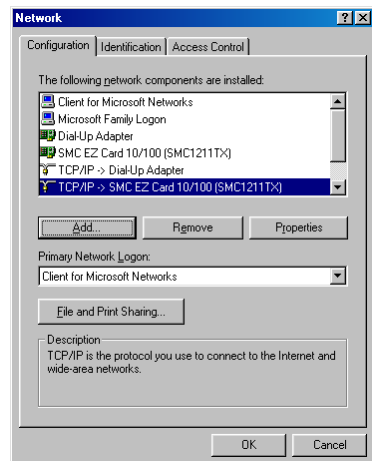 Network
Configuration Identification Access Control
The following network components are installed:
Client for Microsoft Networks
Microsoft Family Logon
Dial-Up Adapter
SMC EZ Card 10/100 (SMC1211TX)
TCP/IP -> Dial-Up Adapter
TCP/IP -> SMC EZ Card 10/100 (SMC1211TX)
Add... Remove Properties
Primary Network Logon:
Client for Microsoft Networks
File and Print Sharing...
Description
TCP/IP is the protocol you use to connect to the Internet and
wide-area networks.
OK Cancel